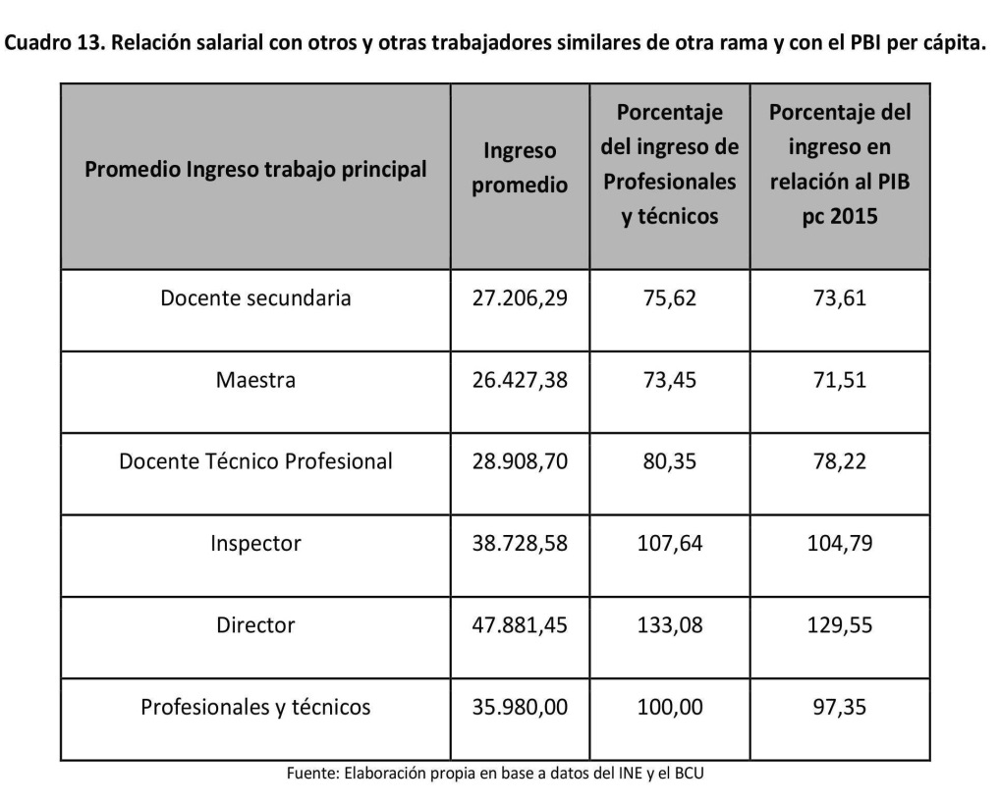 Cuadro 13. Relación salarial con otros y otras trabajadores similares de otra rama y con el PBI per cápita.
Promedio Ingreso trabajo principal
Ingreso
promedio
Porcentaje
del ingreso de
Profesionales
y técnicos
Porcentaje del
ingreso en
relación al PIB
pc 2015
Docente secundaria 27.206,29 75,62 73,61
Maestra 26.427,38 73,45 71,51
Docente Técnico Profesional 28.908,70 80,35 78,22
Inspector 38.728,58 107,64 104,79
Director 47.881,45 133,08 129,55
Profesionales y técnicos 35.980,00 100,00 97,35
Fuente: Elaboración propia en base a datos del INE y el BCU